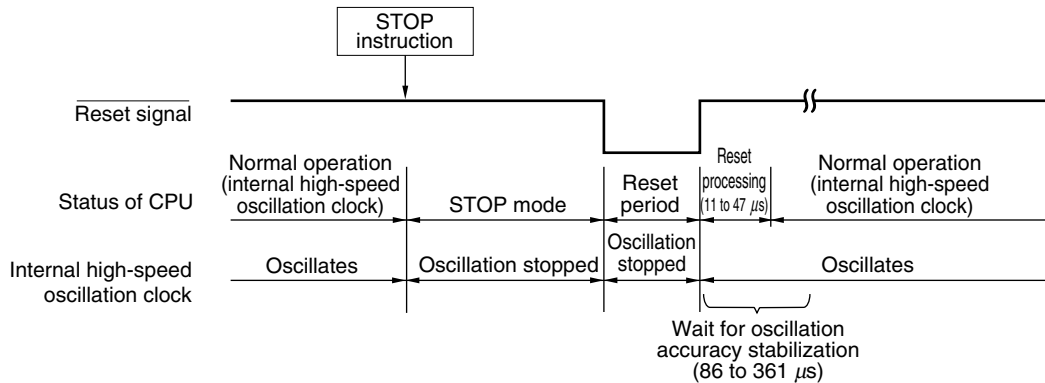 STOP
instruction
Reset signal
Status of CPU
Normal operation
(internal high-speed
oscillation clock)
STOP mode
Reset
period
Reset
processing
(11 to 47 μs)
Normal operation
(internal high-speed
oscillation clock)
Internal high-speed
oscillation clock
Oscillates
Oscillation stopped
Oscillation
stopped
Oscillates
Wait for oscillation
accuracy stabilization
(86 to 361 μs)